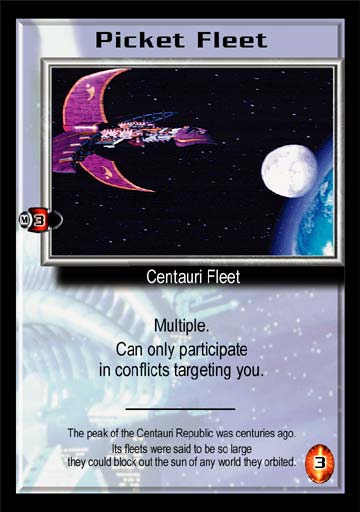 Picket Fleet
M 3
Centauri Fleet
Multiple.
Can only participate
in conflicts targeting you.
The peak of the Centauri Republic was centuries ago.
Its fleets were said to be so large
they could block out the sun of any world they orbited.
3